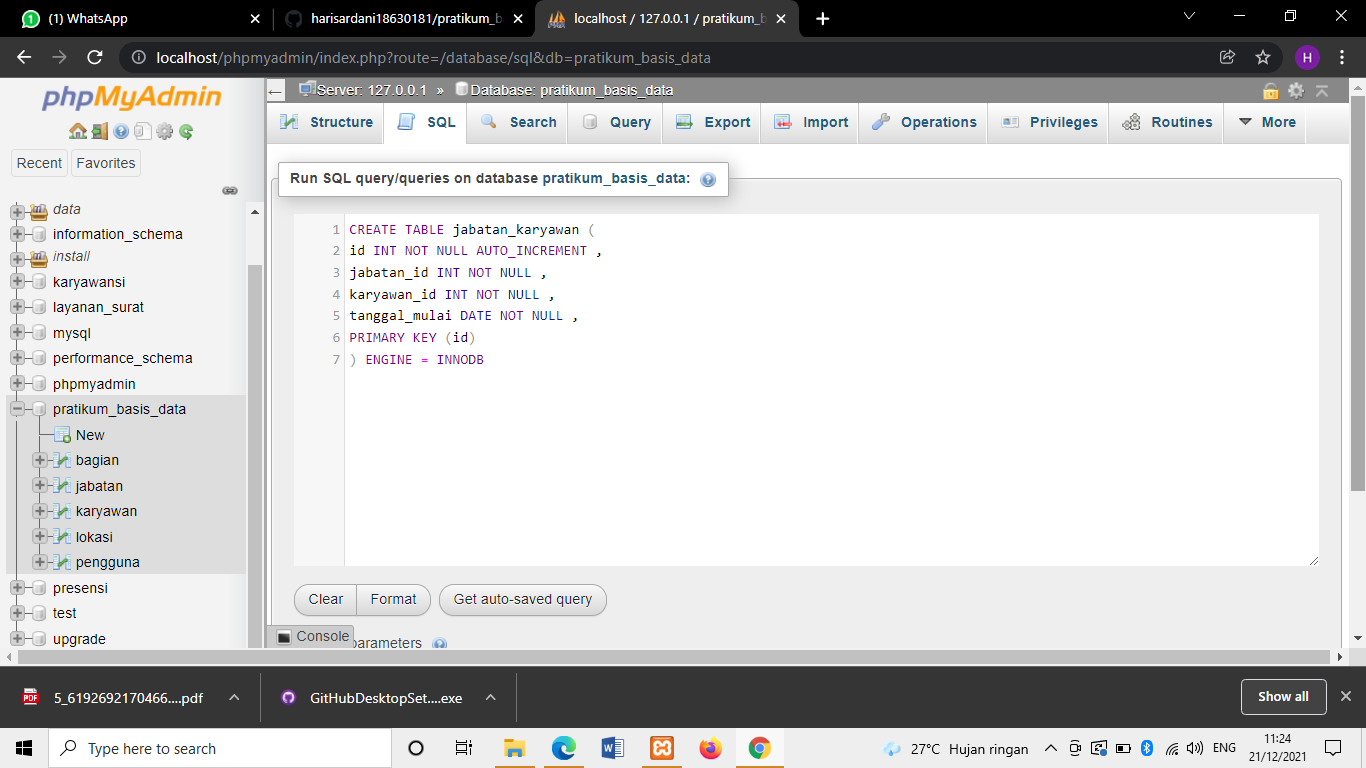 (1) WhatsApp
harisardani18630181/pratikum_b
localhost / 127.0.0.1 / pratikum_b
localhost/phpmyadmin/index.php?route=/database/sql&db=pratikum_basis_data
H
phpMyAdmin
Recent
Favorites
data
information_schema
install
karyawansi
layanan_surat
mysql
performance_schema
phpmyadmin
pratikum_basis_data
New
bagian
jabatan
karyawan
lokasi
pengguna
presensi
test
upgrade
Server: 127.0.0.1 » Database: pratikum_basis_data
Structure
SQL
Search
Query
Export
Import
Operations
Privileges
Routines
More
Run SQL query/queries on database pratikum_basis_data:
1 CREATE TABLE jabatan_karyawan (
2 id INT NOT NULL AUTO_INCREMENT ,
3 jabatan_id INT NOT NULL ,
4 karyawan_id INT NOT NULL ,
5 tanggal_mulai DATE NOT NULL ,
6 PRIMARY KEY (id)
7 ) ENGINE = INNODB
Clear
Format
Get auto-saved query
Console
parameters
PDF
5_6192692170466....pdf
GitHubDesktopSet....exe
Show all
Type here to search
27°C Hujan ringan
ENG
11:24
21/12/2021